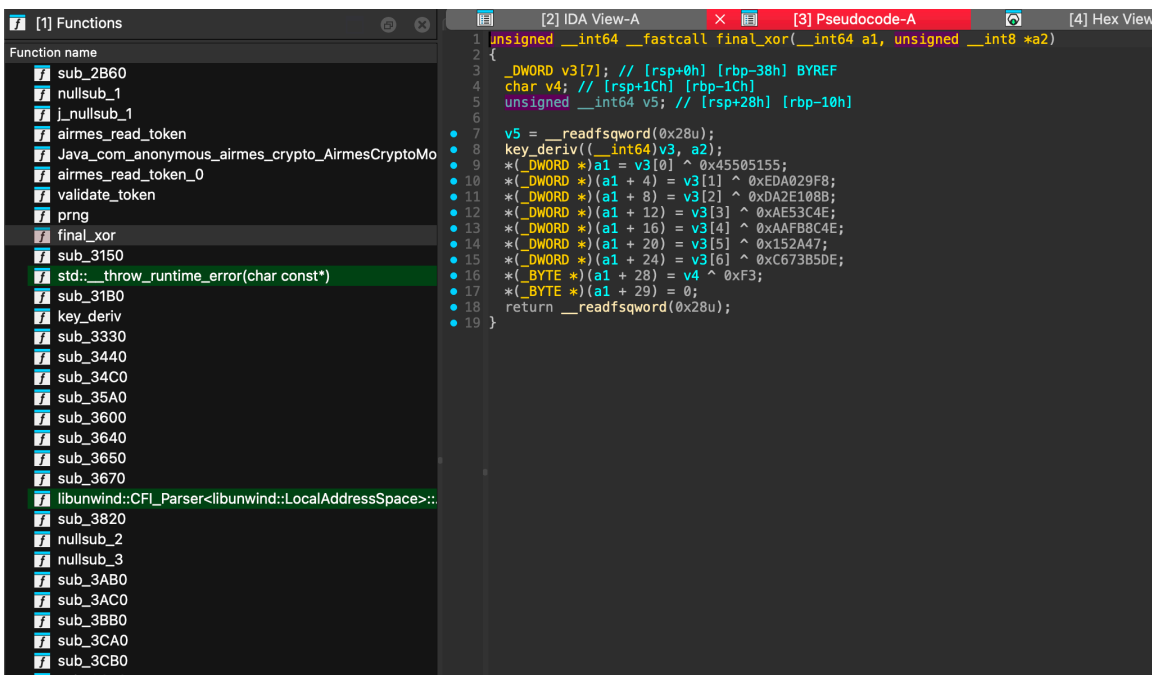 [1] Functions
Function name
sub_2B60
nullsub_1
j_nullsub_1
airmes_read_token
Java_com_anonymous_airmes_crypto_AirmesCryptoMo
airmes_read_token_0
validate_token
prng
final_xor
sub_3150
std::__throw_runtime_error(char const*)
sub_31B0
key_deriv
sub_3330
sub_3440
sub_34C0
sub_35A0
sub_3600
sub_3640
sub_3650
sub_3670
libunwind::CFI_Parser<libunwind::LocalAddressSpace>::.
sub_3820
nullsub_2
nullsub_3
sub_3AB0
sub_3AC0
sub_3BB0
sub_3CA0
sub_3CB0
[2] IDA View-A [3] Pseudocode-A [4] Hex View
1 unsigned __int64 __fastcall final_xor(__int64 a1, unsigned __int8 *a2)
2 {
3 _DWORD v3[7]; // [rsp+0h] [rbp-38h] BYREF
4 char v4; // [rsp+1Ch] [rbp-1Ch]
5 unsigned __int64 v5; // [rsp+28h] [rbp-10h]
6
7 v5 = __readfsqword(0x28u);
8 key_deriv((__int64)v3, a2);
9 *(_DWORD *)a1 = v3[0] ^ 0x45505155;
10 *(_DWORD *)(a1 + 4) = v3[1] ^ 0xEDA029F8;
11 *(_DWORD *)(a1 + 8) = v3[2] ^ 0xDA2E108B;
12 *(_DWORD *)(a1 + 12) = v3[3] ^ 0xAE53C4E;
13 *(_DWORD *)(a1 + 16) = v3[4] ^ 0xAAFB8C4E;
14 *(_DWORD *)(a1 + 20) = v3[5] ^ 0x152A47;
15 *(_DWORD *)(a1 + 24) = v3[6] ^ 0xC673B5DE;
16 *(_BYTE *)(a1 + 28) = v4 ^ 0xF3;
17 *(_BYTE *)(a1 + 29) = 0;
18 return __readfsqword(0x28u);
19 }